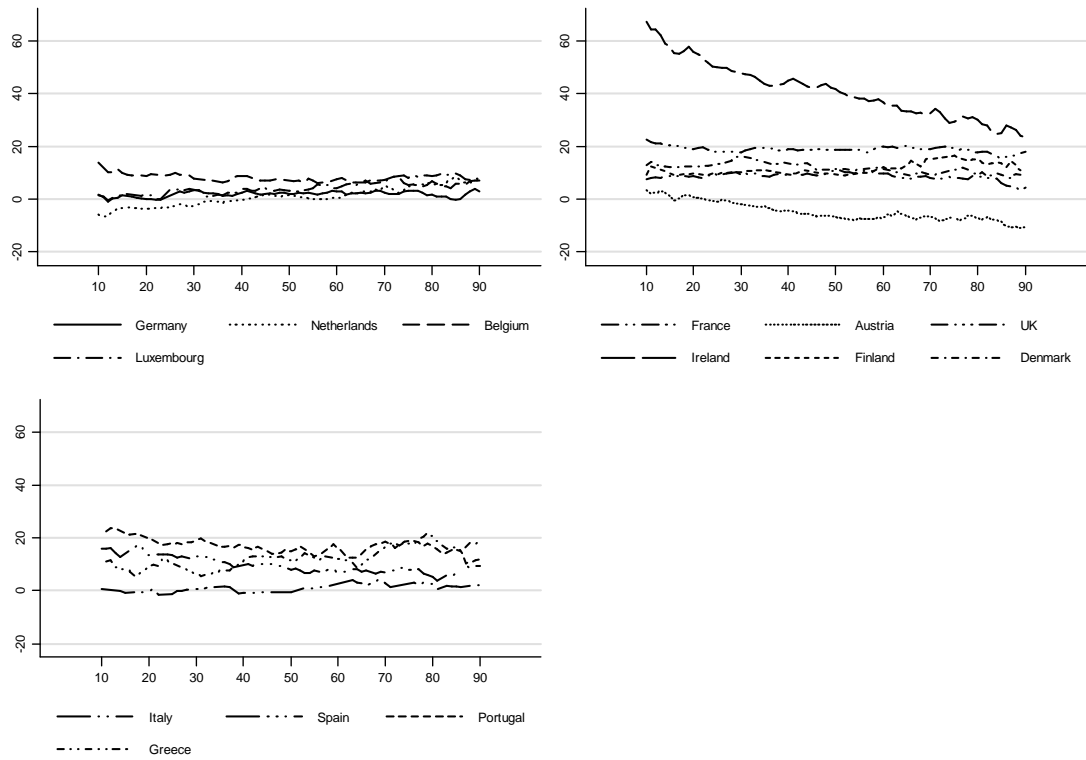 60
40
20
0
-20
10 20 30 40 50 60 70 80 90
Germany Netherlands Belgium
Luxembourg
60
40
20
0
-20
10 20 30 40 50 60 70 80 90
France Austria UK
Ireland Finland Denmark
60
40
20
0
-20
10 20 30 40 50 60 70 80 90
Italy Spain Portugal
Greece